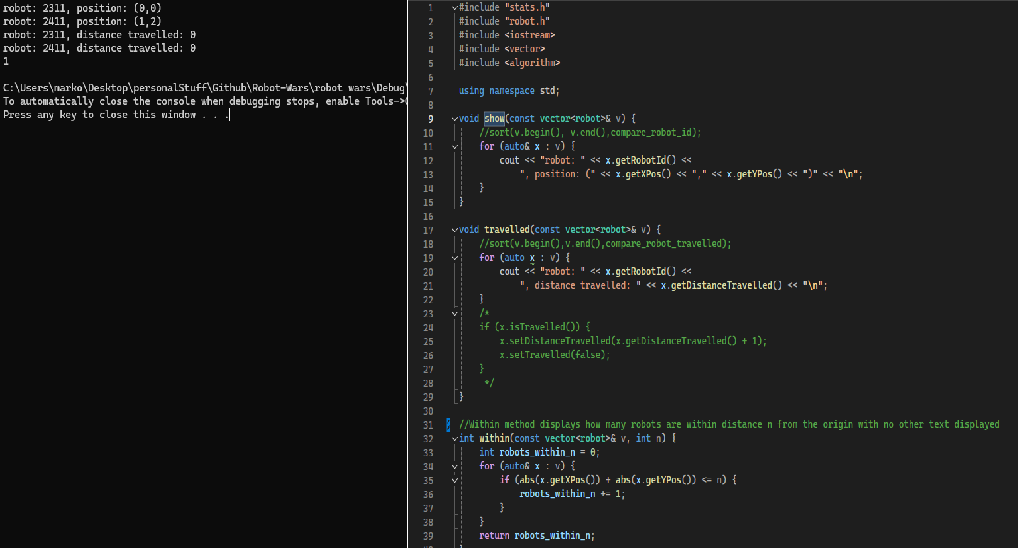 robot: 2311, position: (0,0)
robot: 2411, position: (1,2)
robot: 2311, distance travelled: 0
robot: 2411, distance travelled: 0
1
C:\Users\marko\Desktop\personalStuff\Github\Robot-Wars\robot wars\Debug\
To automatically close the console when debugging stops, enable Tools->
Press any key to close this window . . .
1 #include "stats.h"
2 #include "robot.h"
3 #include <iostream>
4 #include <vector>
5 #include <algorithm>
6
7 using namespace std;
8
9 void show(const vector<robot>& v) {
10 //sort(v.begin(), v.end(),compare_robot_id);
11 for (auto& x : v) {
12 cout << "robot: " << x.getRobotId() <<
13 ", position: (" << x.getXPos() << "," << x.getYPos() << ")" << "\n";
14 }
15 }
16
17 void travelled(const vector<robot>& v) {
18 //sort(v.begin(),v.end(),compare_robot_travelled);
19 for (auto x : v) {
20 cout << "robot: " << x.getRobotId() <<
21 ", distance travelled: " << x.getDistanceTravelled() << "\n";
22 }
23 /*
24 if (x.isTravelled()) {
25 x.setDistanceTravelled(x.getDistanceTravelled() + 1);
26 x.setTravelled(false);
27 }
28 */
29 }
30
31 //Within method displays how many robots are within distance n from the origin with no other text displayed
32 int within(const vector<robot>& v, int n) {
33 int robots_within_n = 0;
34 for (auto& x : v) {
35 if (abs(x.getXPos()) + abs(x.getYPos()) <= n) {
36 robots_within_n += 1;
37 }
38 }
39 return robots_within_n;